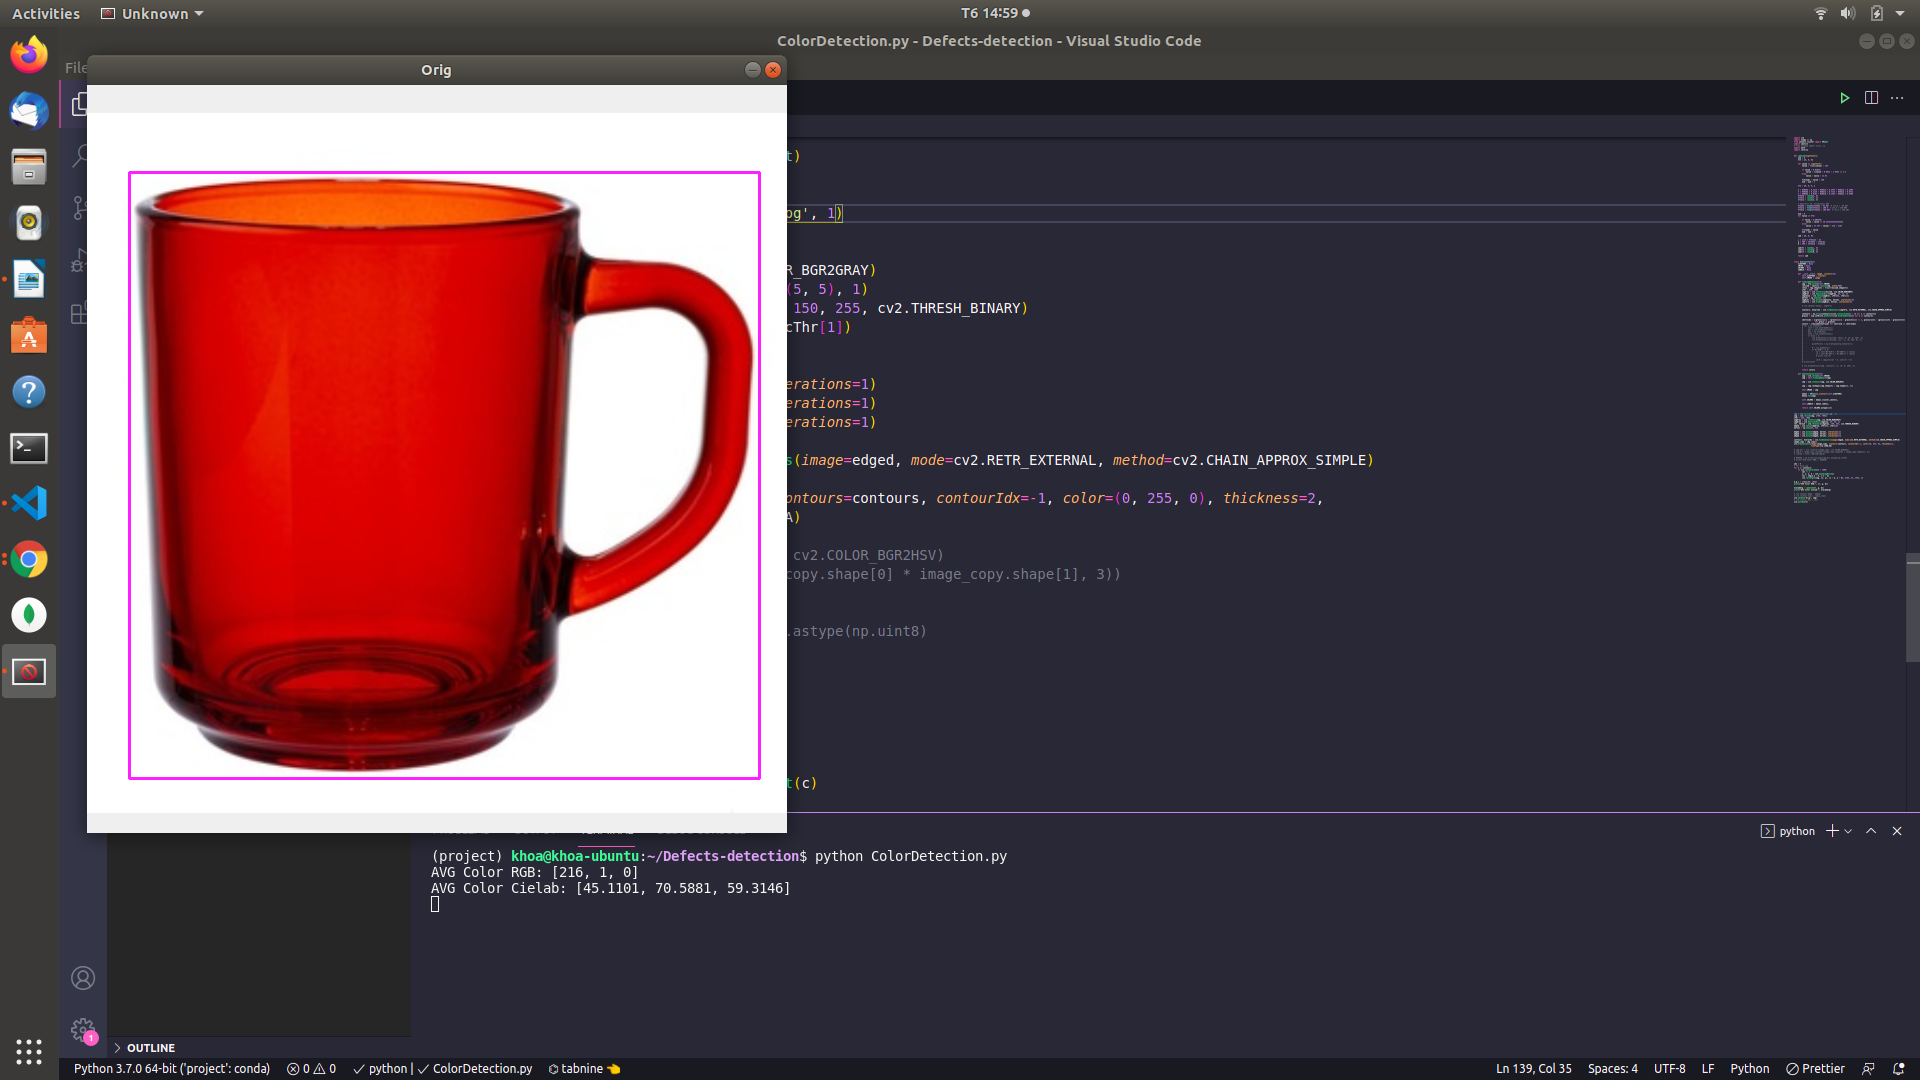 Activities Unknown T6 14:59
ColorDetection.py - Defects-detection - Visual Studio Code
File
Orig
t)
og', 1)
R_BGR2GRAY)
(5, 5), 1)
150, 255, cv2.THRESH_BINARY)
cThr[1])
erations=1)
erations=1)
erations=1)
s(image=edged, mode=cv2.RETR_EXTERNAL, method=cv2.CHAIN_APPROX_SIMPLE)
ontours=contours, contourIdx=-1, color=(0, 255, 0), thickness=2,
A)
cv2.COLOR_BGR2HSV)
copy.shape[0] * image_copy.shape[1], 3))
.astype(np.uint8)
t(c)
python
(project) khoa@khoa-ubuntu:~/Defects-detection$ python ColorDetection.py
AVG Color RGB: [216, 1, 0]
AVG Color Cielab: [45.1101, 70.5881, 59.3146]
1
OUTLINE
Python 3.7.0 64-bit ('project': conda) 0 0 python | ColorDetection.py tabnine Ln 139, Col 35 Spaces: 4 UTF-8 LF Python Prettier